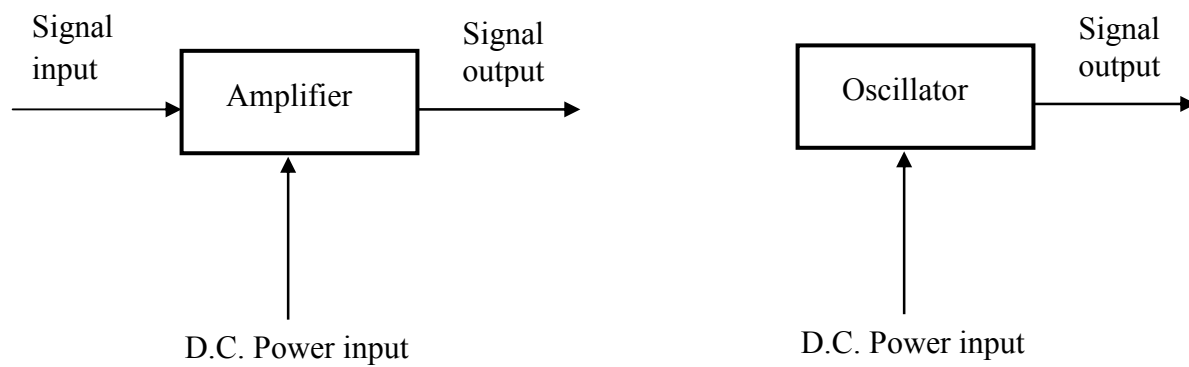 Signal
input
Amplifier
Signal
output
D.C. Power input
Oscillator
Signal
output
D.C. Power input